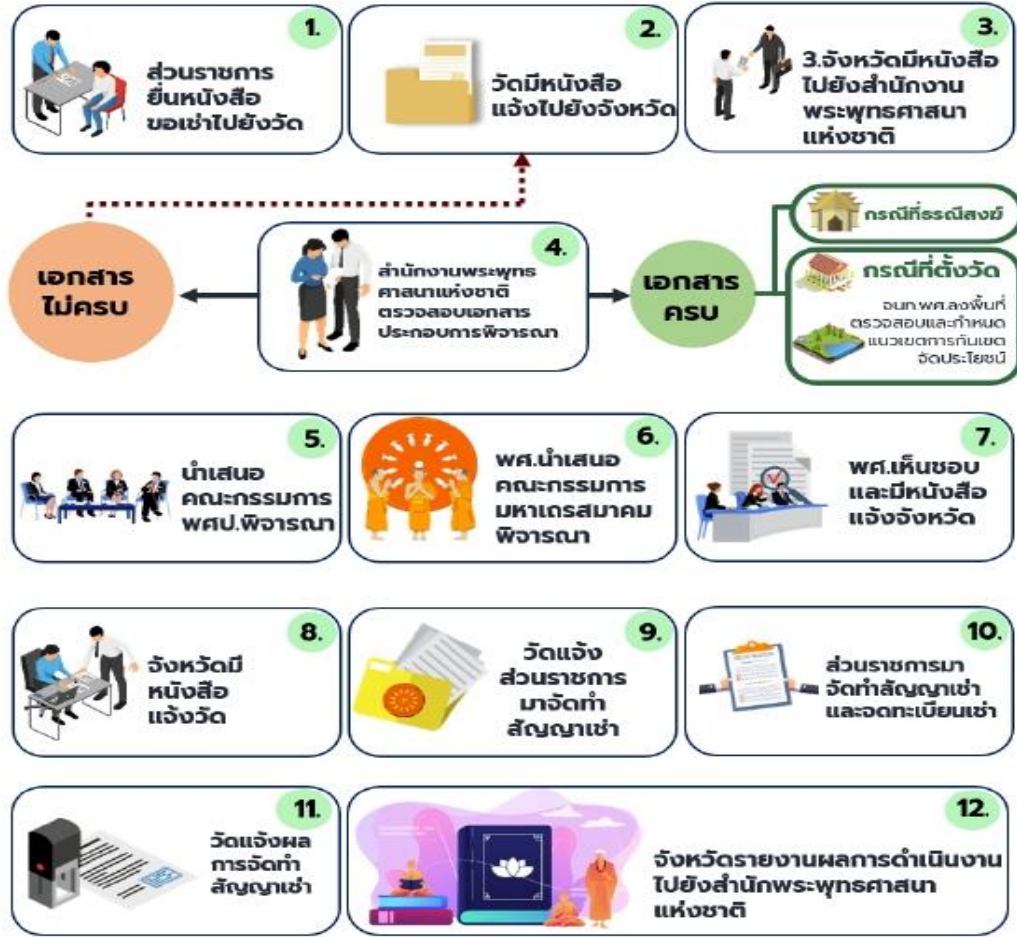 1.
ส่วนราชการ
ยื่นหนังสือ
ขอเช่าไปยังวัด
2.
วัดมีหนังสือ
แจ้งไปยังจังหวัด
3.
3.จังหวัดมีหนังสือ
ไปยังสำนักงาน
พระพุทธศาสนา
แห่งชาติ
เอกสาร
ไม่ครบ
4.
สำนักงานพระพุทธ
ศาสนาแห่งชาติ
ตรวจสอบเอกสาร
ประกอบการพิจารณา
เอกสาร
ครบ
กรณีที่ธรณีสงฆ์
กรณีที่ตั้งวัด
จนท.พศ.ลงพื้นที่
ตรวจสอบและกำหนด
แนวเขตการกันเขต
จัดประโยชน์
5.
นำเสนอ
คณะกรรมการ
พศป.พิจารณา
6.
พศ.นำเสนอ
คณะกรรมการ
มหาเถรสมาคม
พิจารณา
7.
พศ.เห็นชอบ
และมีหนังสือ
แจ้งจังหวัด
8.
จังหวัดมี
หนังสือ
แจ้งวัด
9.
วัดแจ้ง
ส่วนราชการ
มาจัดทำ
สัญญาเช่า
10.
ส่วนราชการมา
จัดทำสัญญาเช่า
และจดทะเบียนเช่า
11.
วัดแจ้งผล
การจัดทำ
สัญญาเช่า
12.
จังหวัดรายงานผลการดำเนินงาน
ไปยังสำนักพระพุทธศาสนา
แห่งชาติ